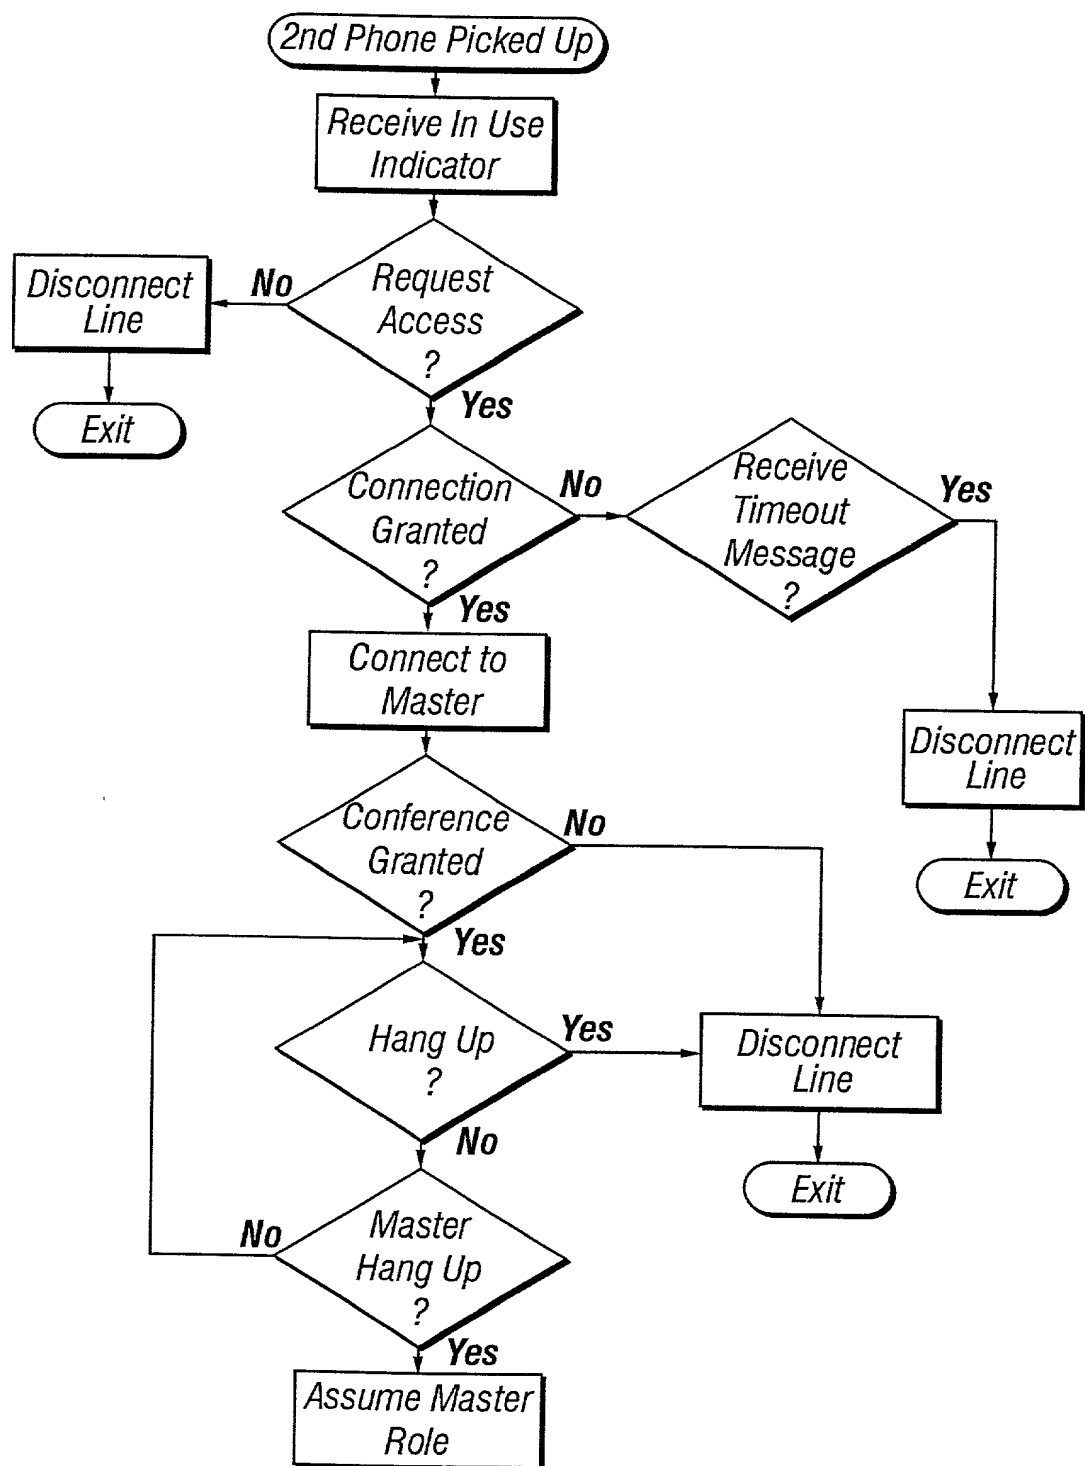 2nd Phone Picked Up
Receive In Use
Indicator
Request
Access
?
No
Disconnect
Line
Exit
Yes
Connection
Granted
?
No
Receive
Timeout
Message
?
Yes
Disconnect
Line
Exit
Yes
Connect to
Master
Conference
Granted
?
No
Yes
Hang Up
?
Yes
Disconnect
Line
Exit
No
Master
Hang Up
?
No
Yes
Assume Master
Role